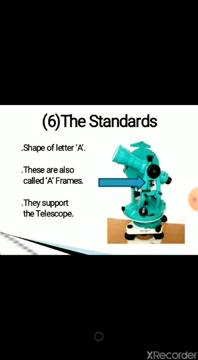 (6)The Standards
.Shape of letter 'A'.
.These are also
called 'A' Frames.
.They support
the Telescope.
XRecorder